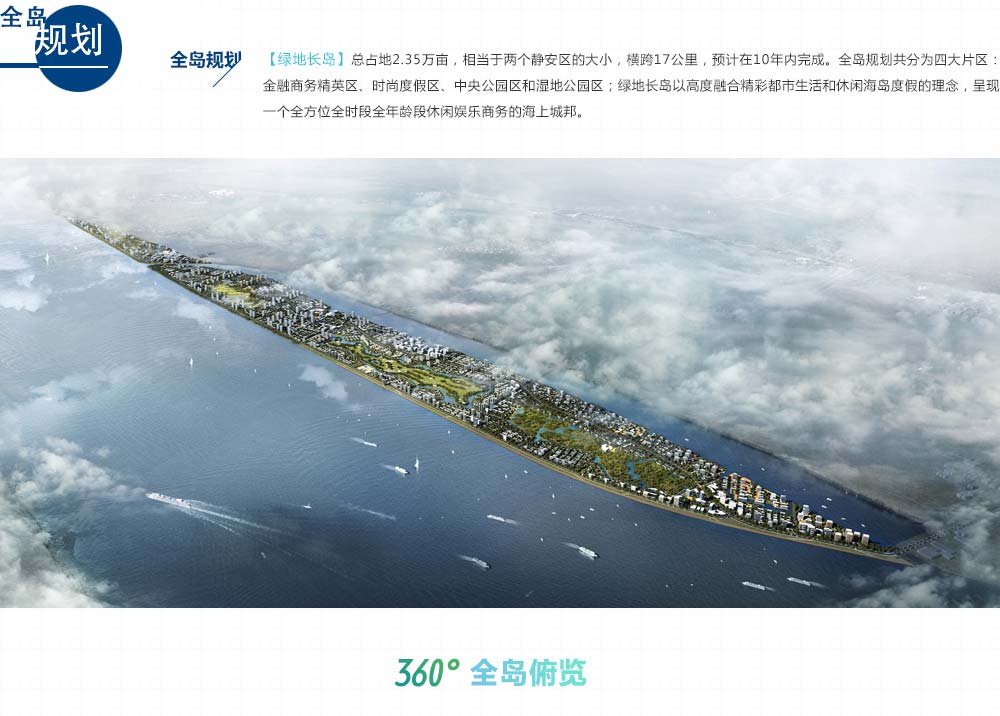 全岛
规划
全岛规划
【绿地长岛】总占地2.35万亩，相当于两个静安区的大小，横跨17公里，预计在10年内完成。全岛规划共分为四大片区：
金融商务精英区、时尚度假区、中央公园区和湿地公园区；绿地长岛以高度融合精彩都市生活和休闲海岛度假的理念，呈现
一个全方位全时段全年龄段休闲娱乐商务的海上城邦。
360° 全岛俯览